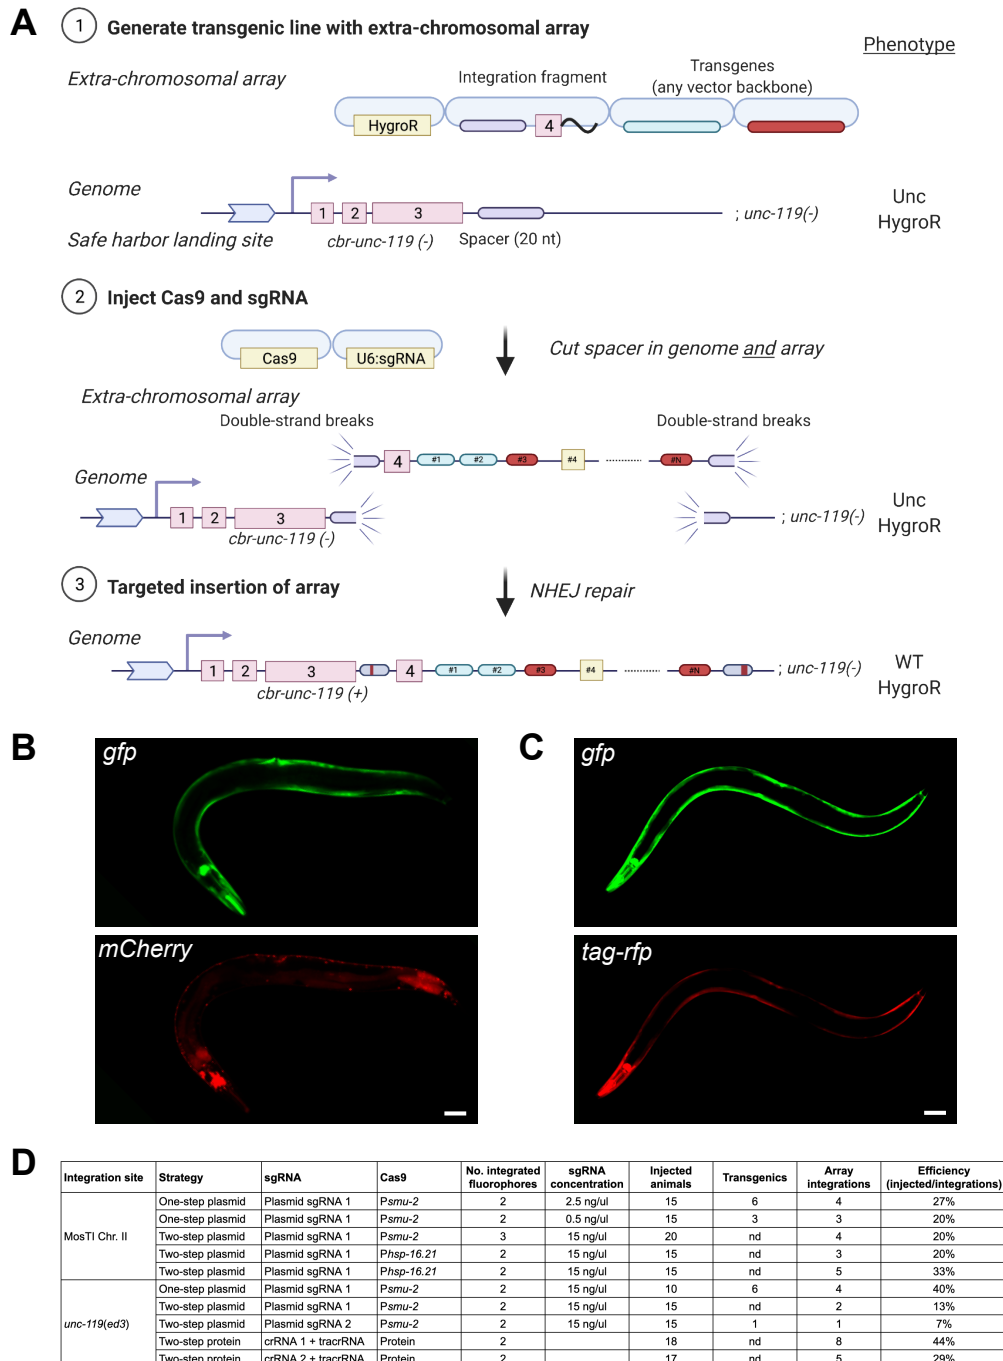 A
1 Generate transgenic line with extra-chromosomal array
Phenotype
Extra-chromosomal array
Integration fragment
Transgenes
(any vector backbone)
HygroR
4
Genome
1 2 3
; unc-119(-)
Unc
HygroR
Safe harbor landing site
cbr-unc-119 (-)
Spacer (20 nt)
2 Inject Cas9 and sgRNA
Cas9 U6:sgRNA
Cut spacer in genome and array
Extra-chromosomal array
Double-strand breaks
Double-strand breaks
4 #1 #2 #3 #4 #N
Genome
1 2 3
; unc-119(-)
Unc
HygroR
cbr-unc-119 (-)
3 Targeted insertion of array
NHEJ repair
Genome
1 2 3 4 #1 #2 #3 #4 #N
; unc-119(-)
WT
HygroR
cbr-unc-119 (+)
B
gfp
mCherry
C
gfp
tag-rfp
D
Integration site Strategy sgRNA Cas9 No. integrated fluorophores sgRNA concentration Injected animals Transgenics Array integrations Efficiency (injected/integrations)
MosTI Chr. II
One-step plasmid Plasmid sgRNA 1 Psmu-2 2 2.5 ng/ul 15 6 4 27%
One-step plasmid Plasmid sgRNA 1 Psmu-2 2 0.5 ng/ul 15 3 3 20%
Two-step plasmid Plasmid sgRNA 1 Psmu-2 3 15 ng/ul 20 nd 4 20%
Two-step plasmid Plasmid sgRNA 1 Phsp-16.21 2 15 ng/ul 15 nd 3 20%
Two-step plasmid Plasmid sgRNA 1 Phsp-16.21 2 15 ng/ul 15 nd 5 33%
unc-119(ed3)
One-step plasmid Plasmid sgRNA 1 Psmu-2 2 15 ng/ul 10 6 4 40%
Two-step plasmid Plasmid sgRNA 1 Psmu-2 2 15 ng/ul 15 nd 2 13%
Two-step plasmid Plasmid sgRNA 2 Psmu-2 2 15 ng/ul 15 1 1 7%
Two-step protein crRNA 1 + tracrRNA Protein 2 18 nd 8 44%
Two-step protein crRNA 2 + tracrRNA Protein 2 17 nd 5 29%